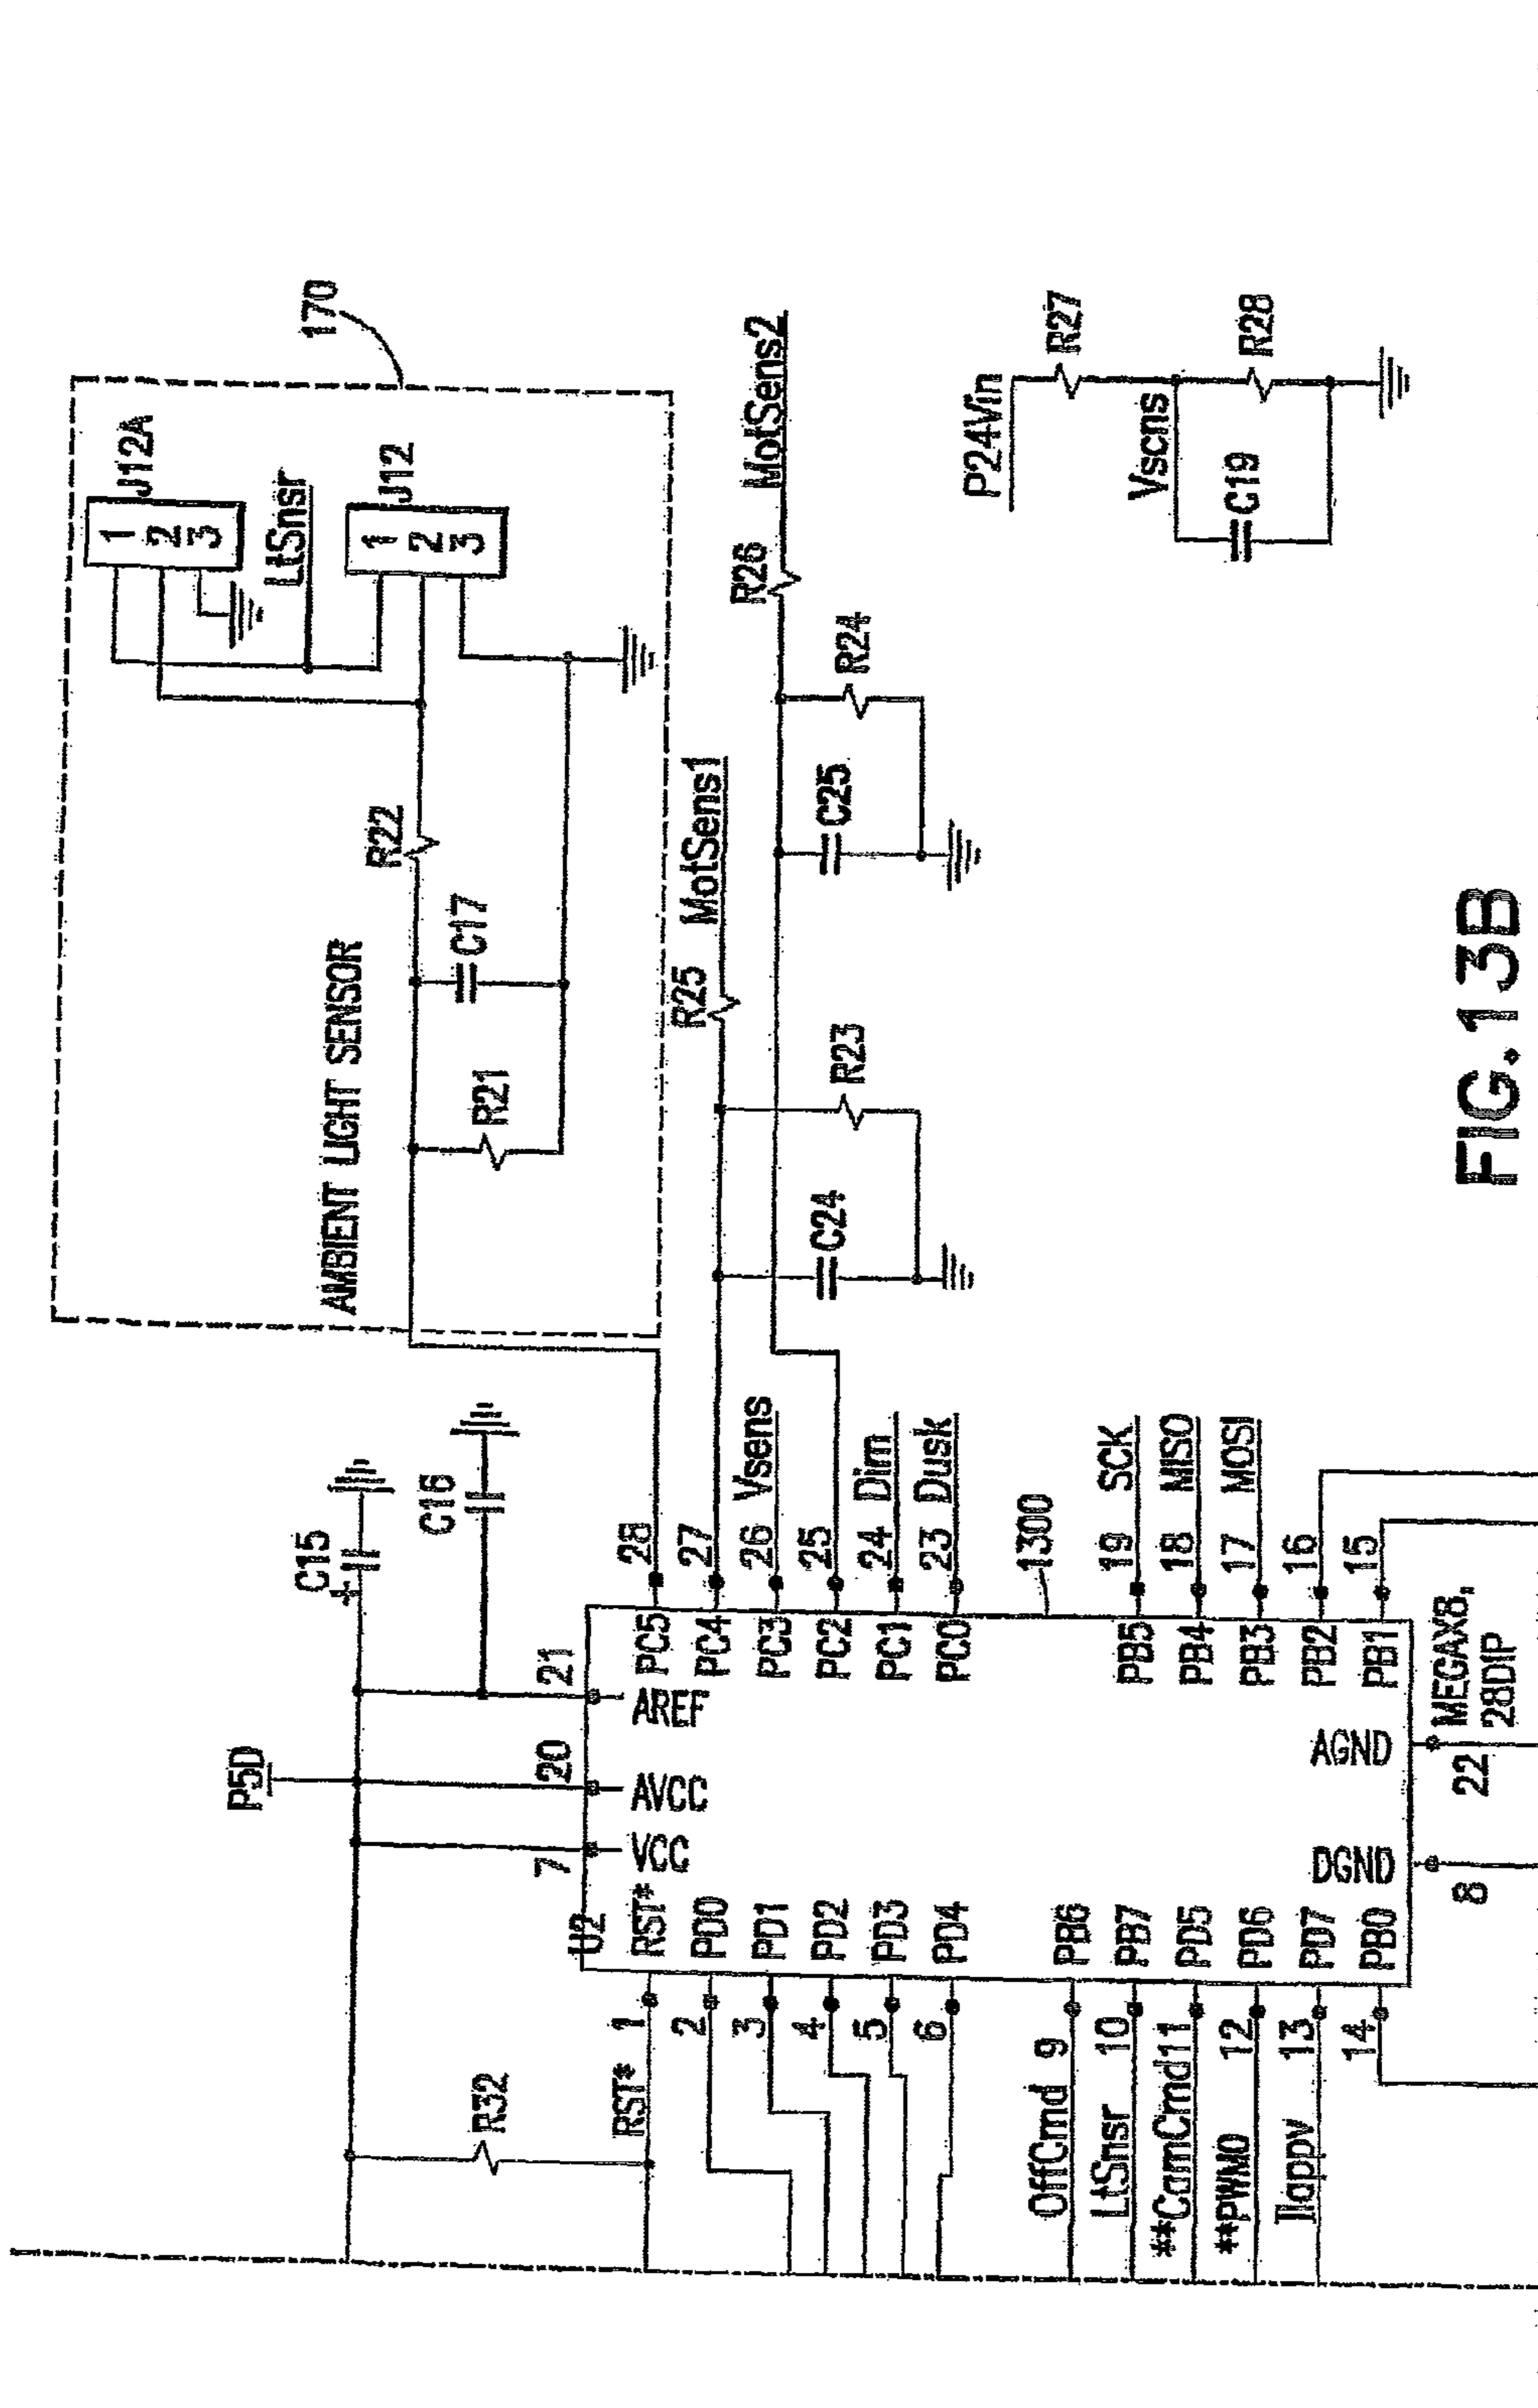 170
J12A
1
2
3
LtSnsr
J12
1
2
3
R22
C17
R21
AMBIENT LIGHT SENSOR
MotSens2
R26
R24
C25
MotSens1
R25
R23
C24
P24Vin
R27
Vscns
R28
C19
P5D
C15
+
C16
R32
RST*
U2
7
20
21
VCC
AVCC
AREF
1
RST*
PC5
28
2
PD0
PC4
27
3
PD1
PC3
26
Vsens
4
PD2
PC2
25
5
PD3
PC1
24
Dim
6
PD4
PC0
23
Dusk
1300
OffCmd
9
PB6
PB5
19
SCK
LtSnsr
10
PB7
PB4
18
MISO
**CamCmd
11
PD5
PB3
17
MOSI
**PWM0
12
PD6
PB2
16
13
PD7
PB1
15
14
PB0
DGND
AGND
8
22
MEGAX8,
28DIP
FIG.13B